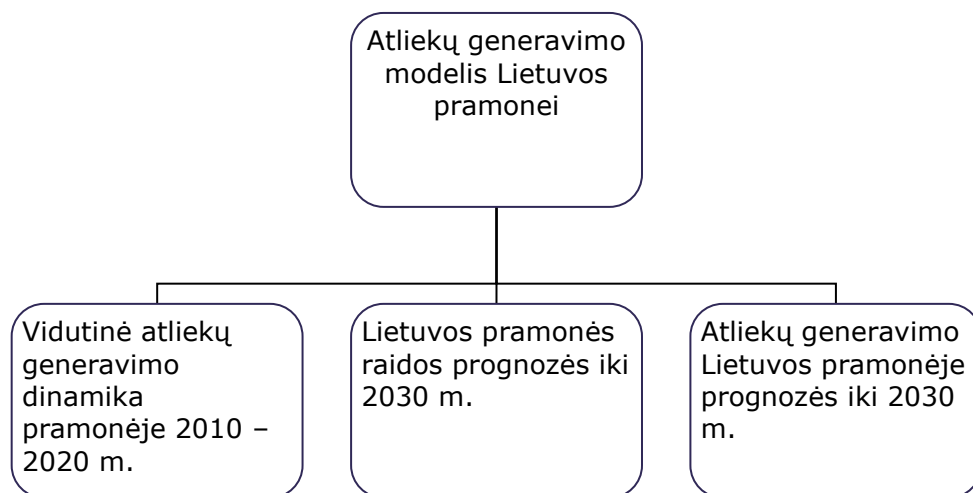 Atliekų generavimo
modelis Lietuvos
pramonei
Vidutinė atliekų
generavimo
dinamika
pramonėje 2010 –
2020 m.
Lietuvos pramonės
raidos prognozės iki
2030 m.
Atliekų generavimo
Lietuvos pramonėje
prognozės iki 2030
m.